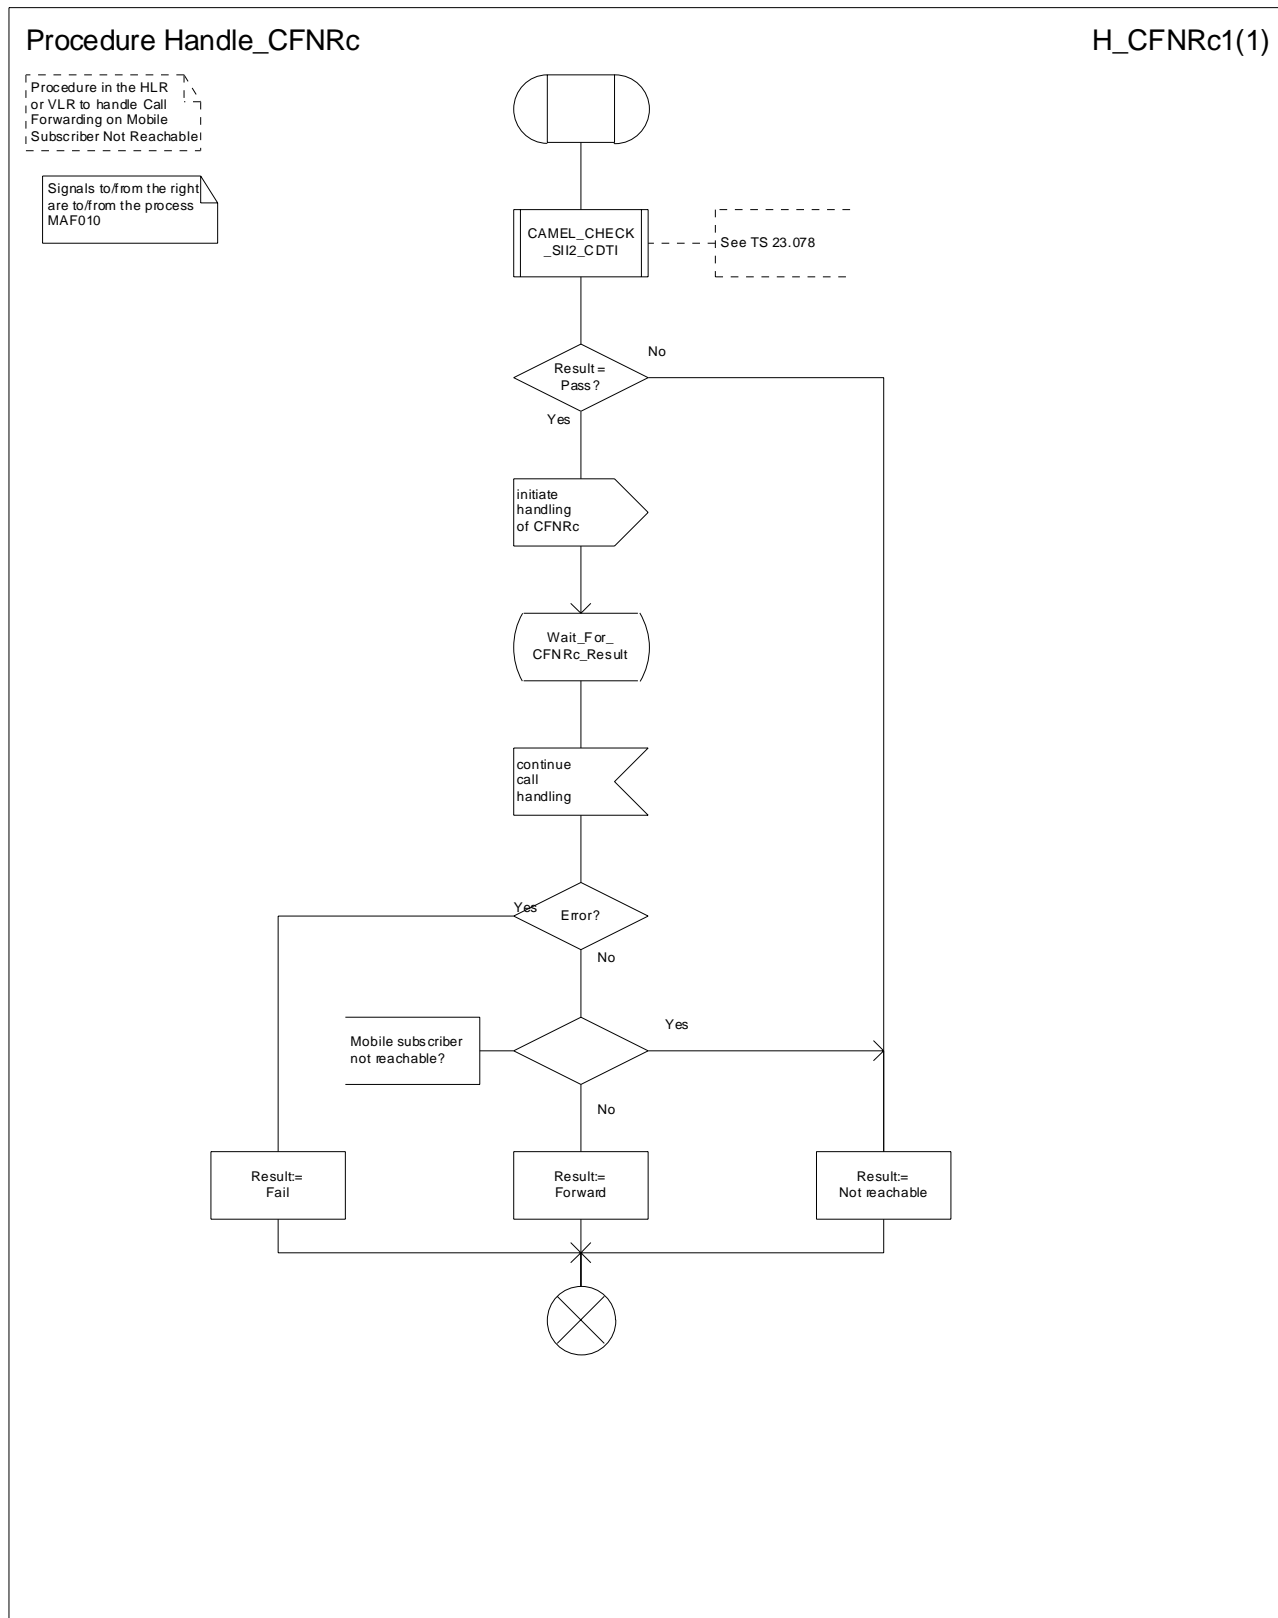 Procedure Handle_CFNRc
H_CFNRc1(1)
Procedure in the HLR
or VLR to handle Call
Forwarding on Mobile
Subscriber Not Reachable
Signals to/from the right
are to/from the process
MAF010
CAMEL_CHECK
_SII2_CDTI
See TS 23.078
No
Result =
Pass?
Yes
initiate
handling
of CFNRc
Wait_For_
CFNRc_Result
continue
call
handling
Yes
Error?
No
Yes
Mobile subscriber
not reachable?
No
Result:=
Fail
Result:=
Forward
Result:=
Not reachable